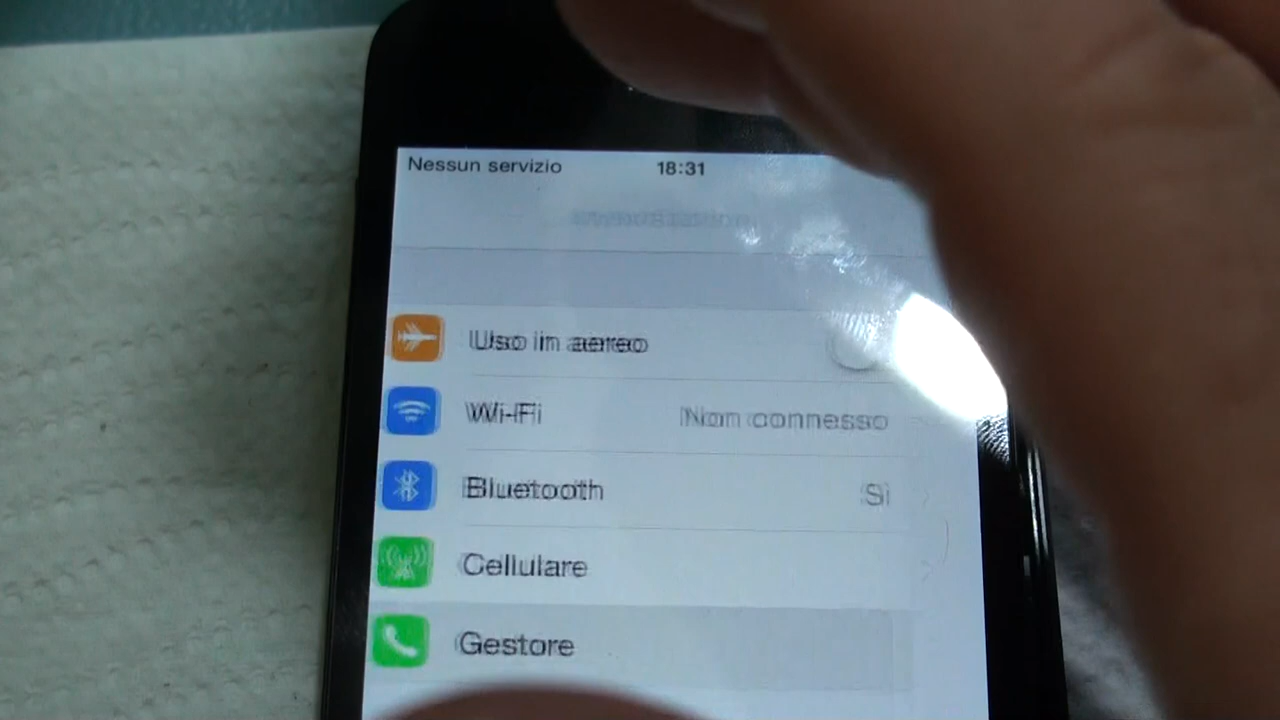 Nessun servizio 18:31
Uso in aereo
Wi-Fi Non connesso
Bluetooth Sì
Cellulare
Gestore